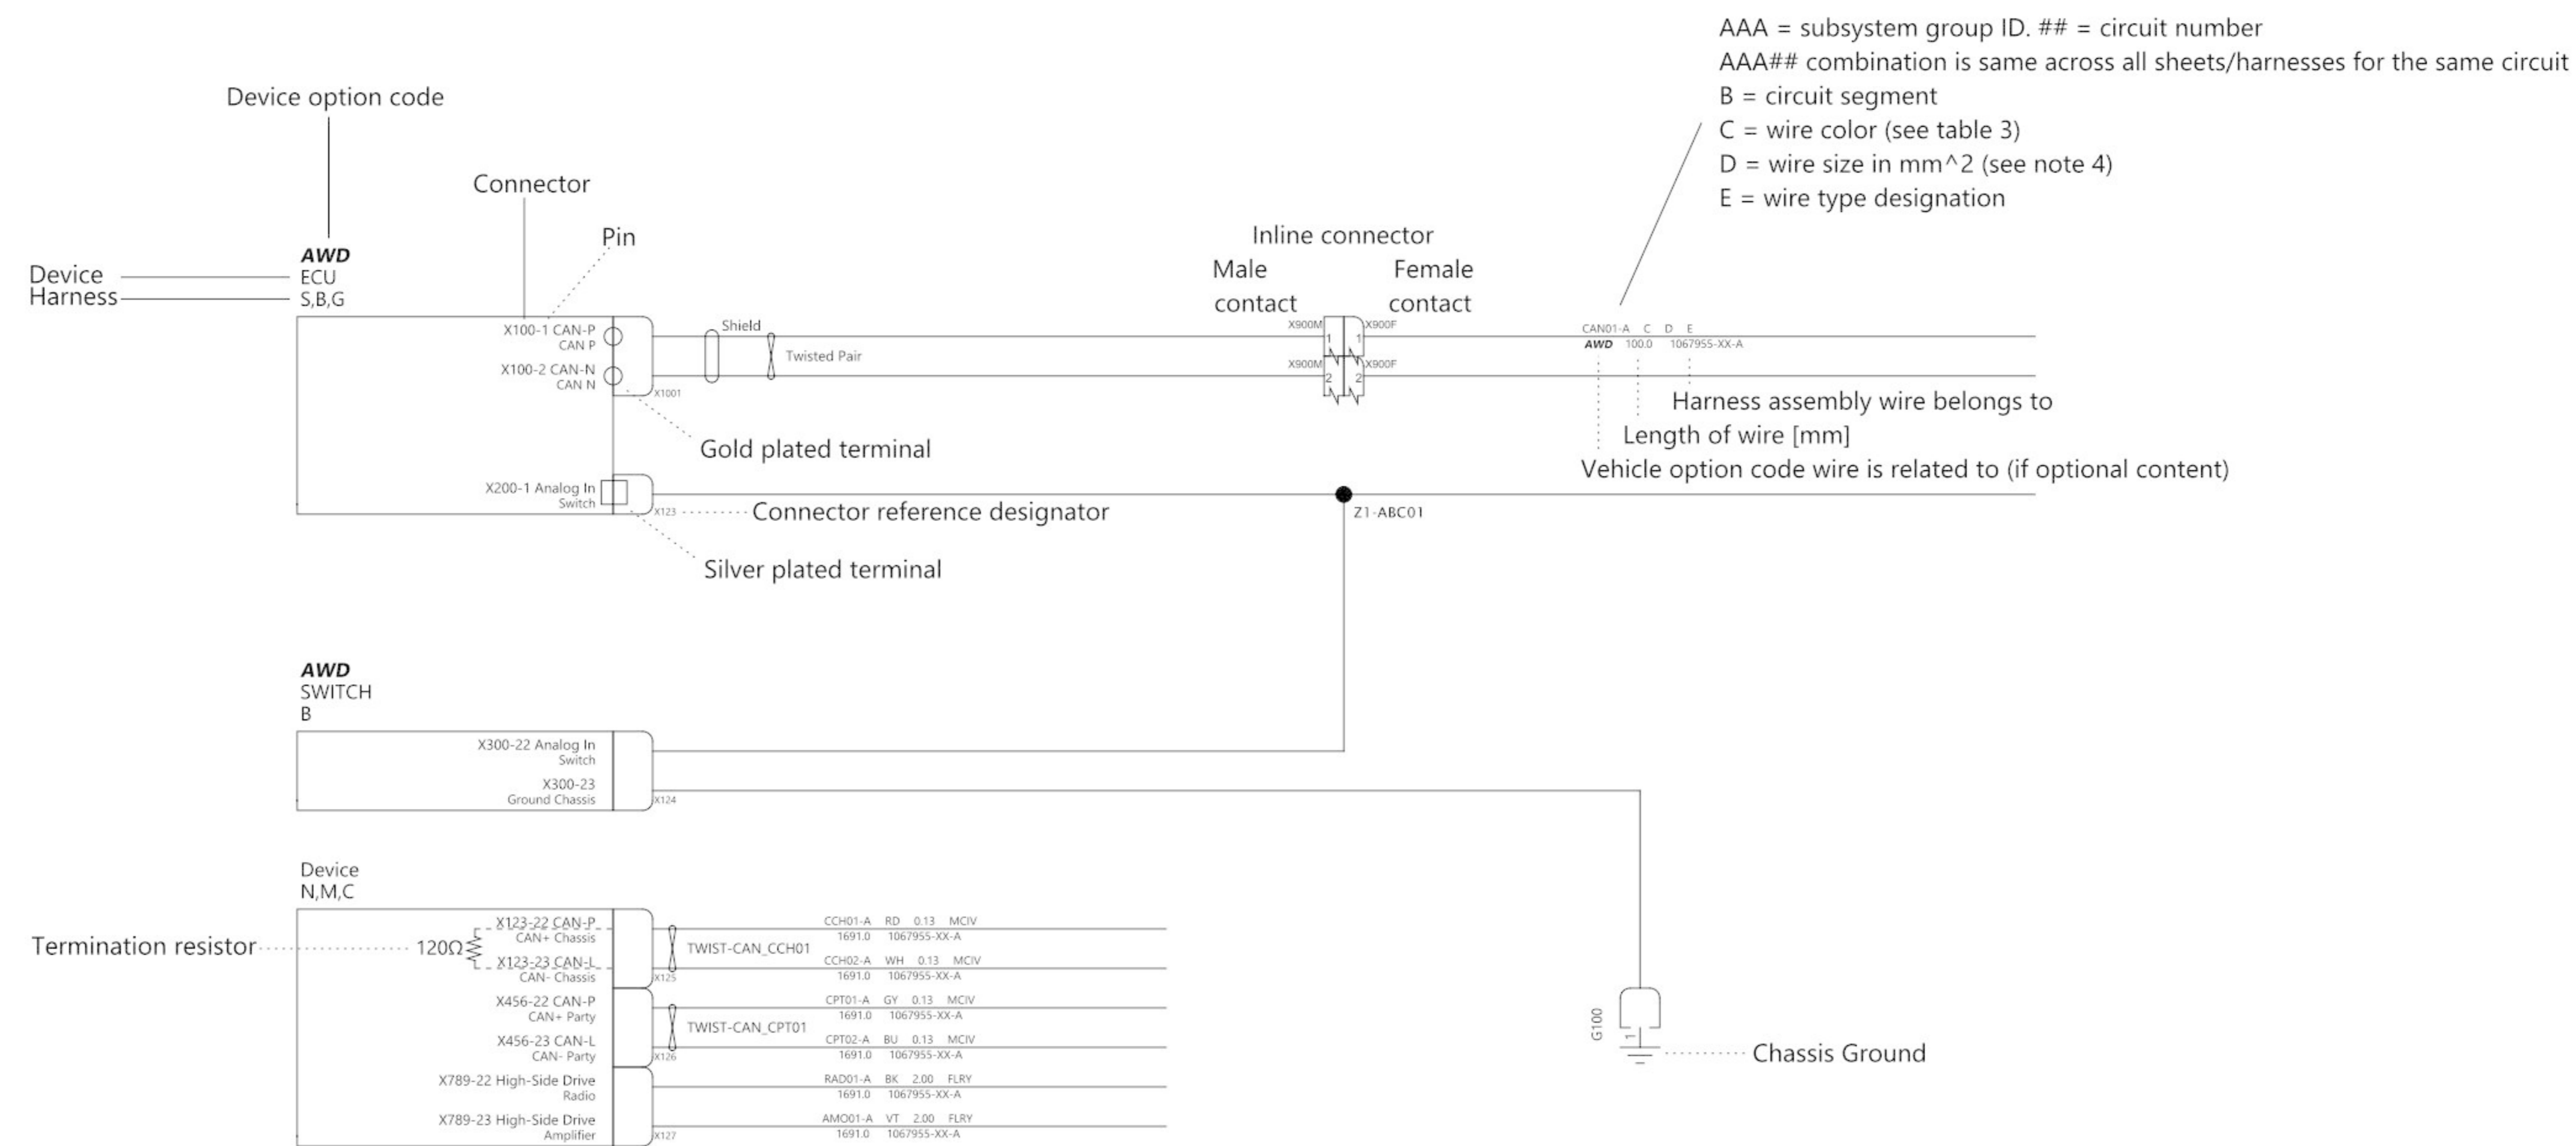 AAA = subsystem group ID. ## = circuit number
AAA## combination is same across all sheets/harnesses for the same circuit
B = circuit segment
C = wire color (see table 3)
D = wire size in mm^2 (see note 4)
E = wire type designation
Device option code
Connector
Pin
Inline connector
Male contact
Female contact
AWD
Device
ECU
Harness
S,B,G
X100-1 CAN-P
CAN P
X100-2 CAN-N
CAN N
X1001
Shield
Twisted Pair
X900M
1
1
X900F
X900M
2
2
X900F
CAN01-A C D E
AWD 100.0 1067955-XX-A
Harness assembly wire belongs to
Length of wire [mm]
Vehicle option code wire is related to (if optional content)
Gold plated terminal
X200-1 Analog In
Switch
X123
Connector reference designator
Z1-ABC01
Silver plated terminal
AWD
SWITCH
B
X300-22 Analog In
Switch
X300-23
Ground Chassis
X124
Device
N,M,C
Termination resistor
120Ω
X123-22 CAN-P
CAN+ Chassis
X123-23 CAN-L
CAN- Chassis
X125
TWIST-CAN_CCH01
CCH01-A RD 0.13 MCIV
1691.0 1067955-XX-A
CCH02-A WH 0.13 MCIV
1691.0 1067955-XX-A
X456-22 CAN-P
CAN+ Party
X456-23 CAN-L
CAN- Party
X126
TWIST-CAN_CPT01
CPT01-A GY 0.13 MCIV
1691.0 1067955-XX-A
CPT02-A BU 0.13 MCIV
1691.0 1067955-XX-A
X789-22 High-Side Drive
Radio
X789-23 High-Side Drive
Amplifier
X127
RAD01-A BK 2.00 FLRY
1691.0 1067955-XX-A
AMO01-A VT 2.00 FLRY
1691.0 1067955-XX-A
G100
1
Chassis Ground